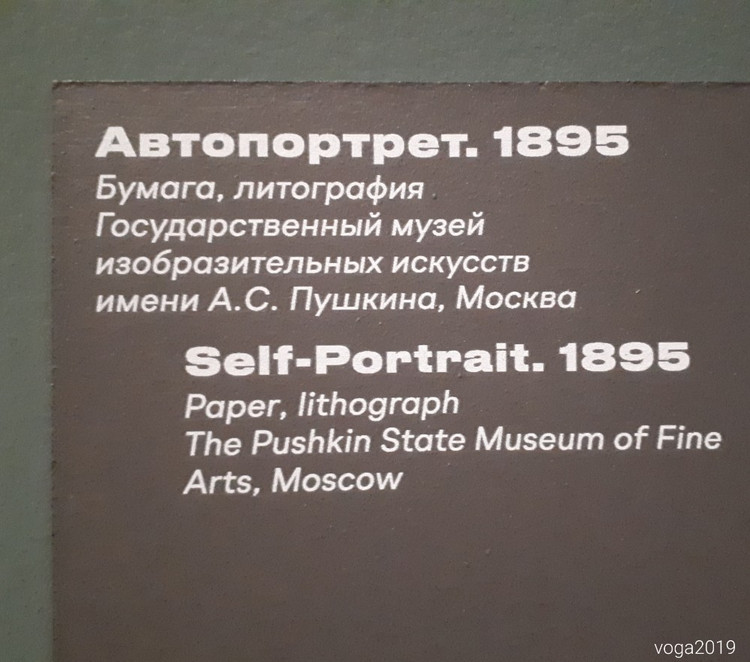 Автопортрет. 1895
Бумага, литография
Государственный музей
изобразительных искусств
имени А.С. Пушкина, Москва
Self-Portrait. 1895
Paper, lithograph
The Pushkin State Museum of Fine
Arts, Moscow
voga2019